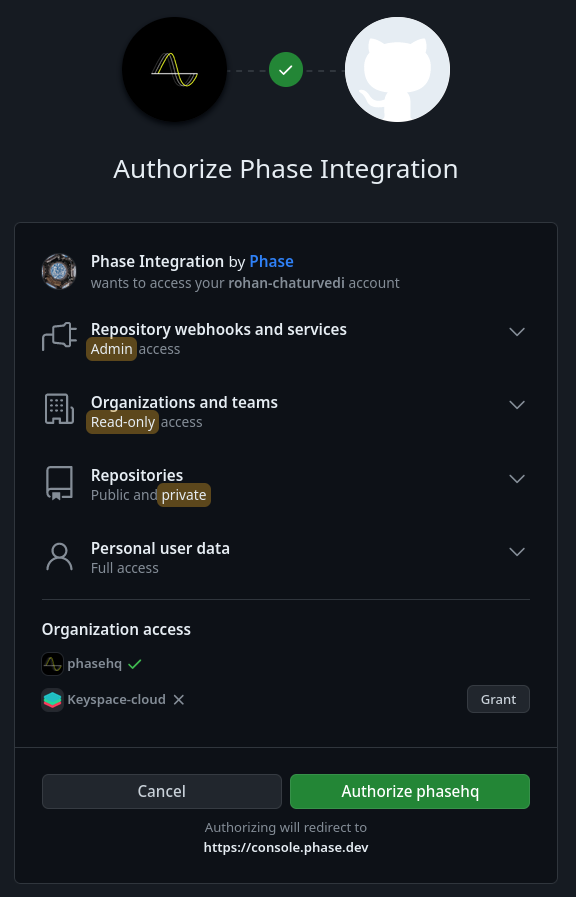 Authorize Phase Integration
Phase Integration by Phase
wants to access your rohan-chaturvedi account
Repository webhooks and services
Admin access
Organizations and teams
Read-only access
Repositories
Public and private
Personal user data
Full access
Organization access
phasehq
Keyspace-cloud
Grant
Cancel
Authorize phasehq
Authorizing will redirect to
https://console.phase.dev